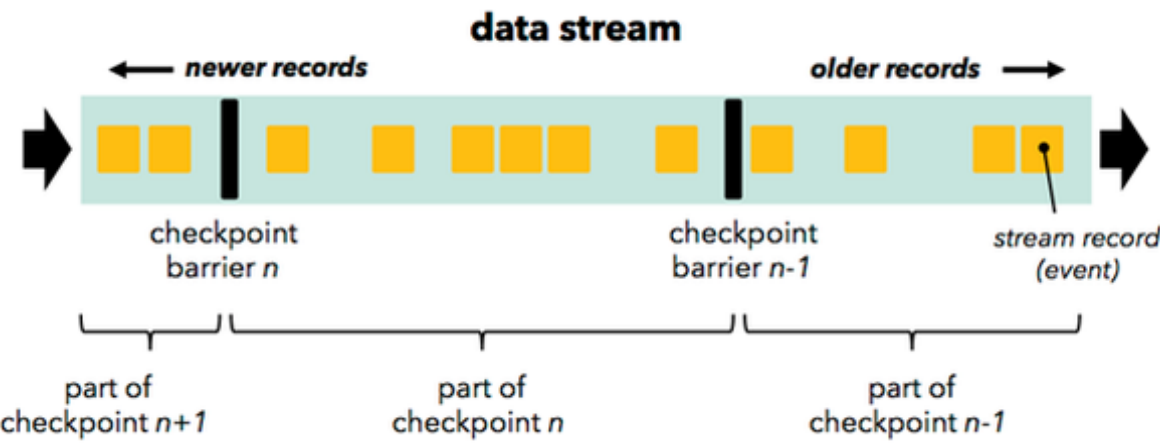 data stream
newer records
older records
checkpoint
barrier n
checkpoint
barrier n-1
stream record
(event)
part of
checkpoint n+1
part of
checkpoint n
part of
checkpoint n-1